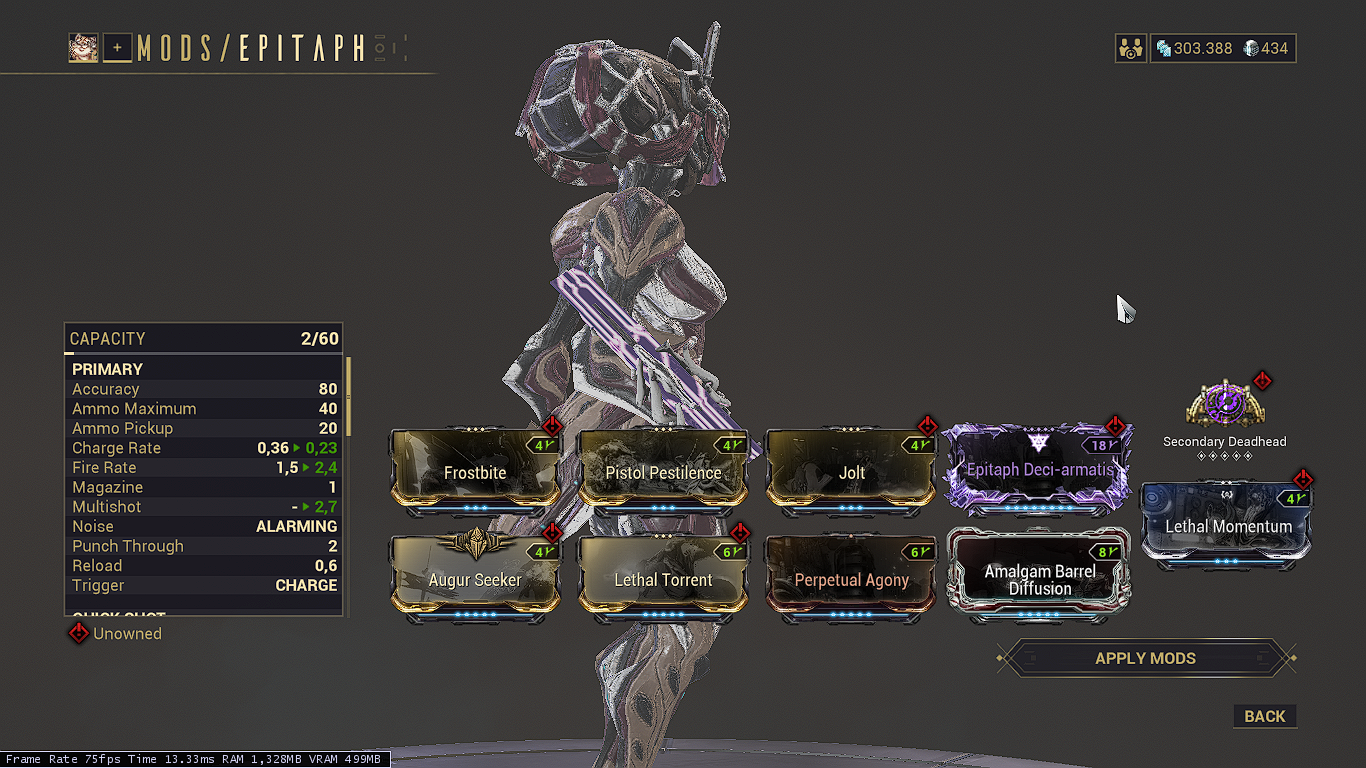 + MODS/EPITAPH
303.388 434
CAPACITY 2/60
PRIMARY
Accuracy 80
Ammo Maximum 40
Ammo Pickup 20
Charge Rate 0,36 ▸ 0,23
Fire Rate 1,5 ▸ 2,4
Magazine 1
Multishot - ▸ 2,7
Noise ALARMING
Punch Through 2
Reload 0,6
Trigger CHARGE
QUICK SHOT
Unowned
4
Frostbite
4
Pistol Pestilence
4
Jolt
18
Epitaph Deci-armatis
Secondary Deadhead
4
Lethal Momentum
4
Augur Seeker
6
Lethal Torrent
6
Perpetual Agony
8
Amalgam Barrel
Diffusion
APPLY MODS
BACK
Frame Rate 75fps Time 13.33ms RAM 1,328MB VRAM 499MB